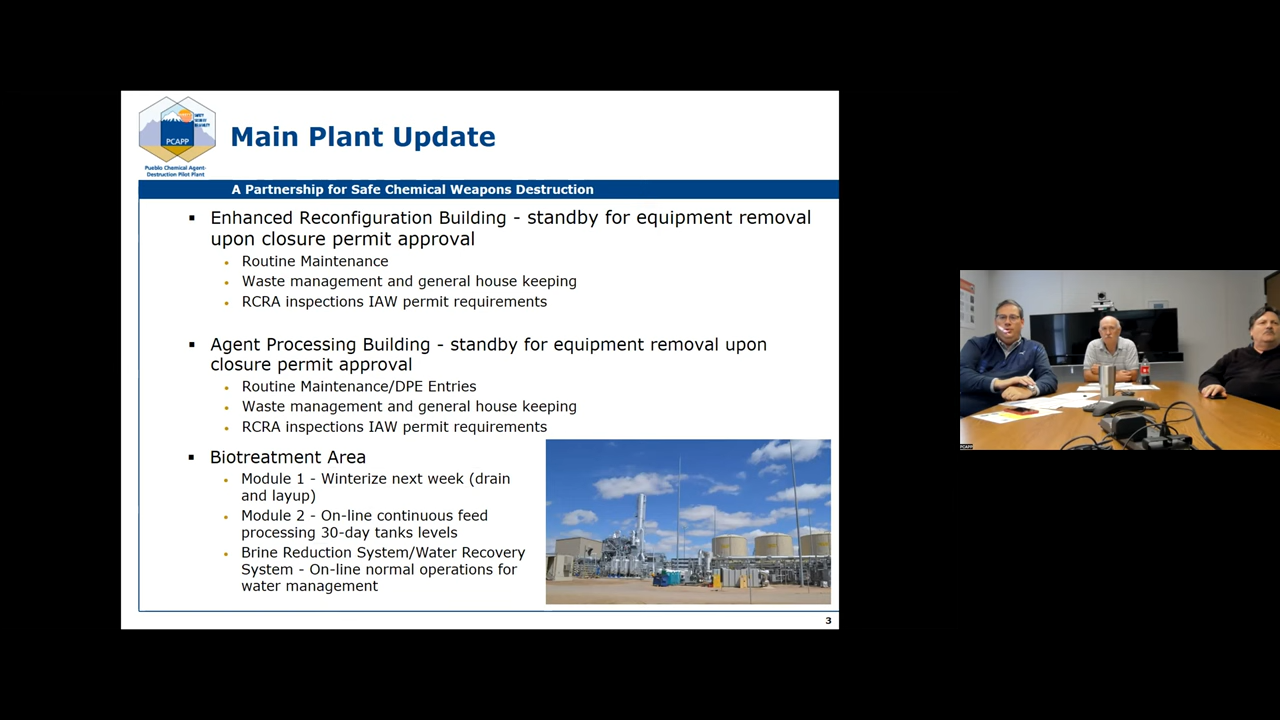 PCAPP
Pueblo Chemical Agent-
Destruction Pilot Plant
Main Plant Update
A Partnership for Safe Chemical Weapons Destruction
Enhanced Reconfiguration Building - standby for equipment removal
upon closure permit approval
Routine Maintenance
Waste management and general house keeping
RCRA inspections IAW permit requirements
Agent Processing Building - standby for equipment removal upon
closure permit approval
Routine Maintenance/DPE Entries
Waste management and general house keeping
RCRA inspections IAW permit requirements
Biotreatment Area
Module 1 - Winterize next week (drain
and layup)
Module 2 - On-line continuous feed
processing 30-day tanks levels
Brine Reduction System/Water Recovery
System - On-line normal operations for
water management
3
PCAPP